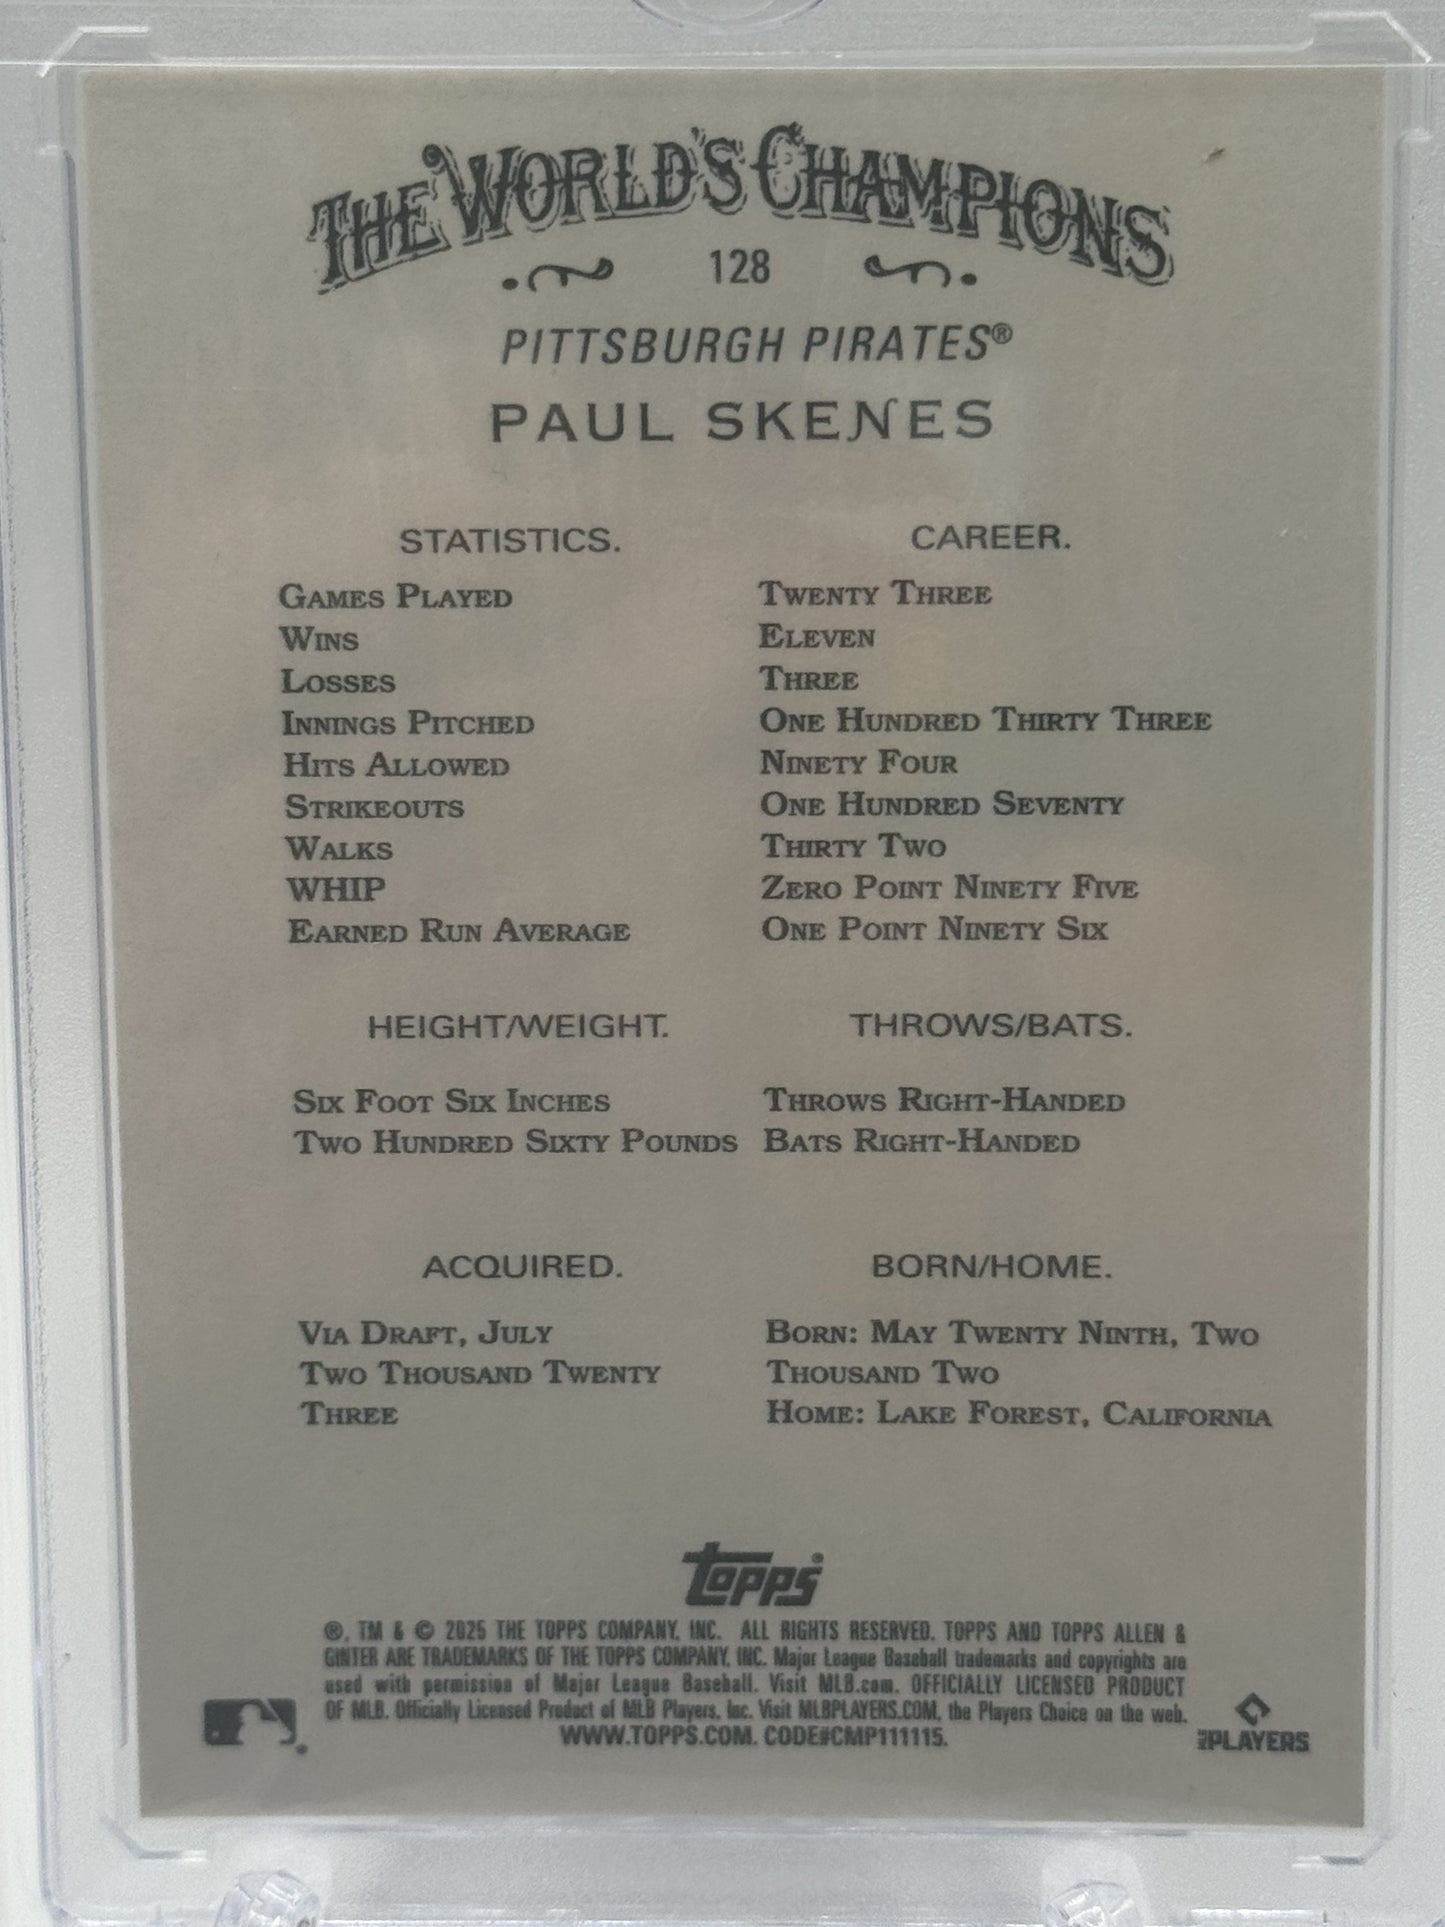 THE WORLD'S CHAMPIONS
128
PITTSBURGH PIRATES®
PAUL SKENES
STATISTICS. CAREER.
GAMES PLAYED TWENTY THREE
WINS ELEVEN
LOSSES THREE
INNINGS PITCHED ONE HUNDRED THIRTY THREE
HITS ALLOWED NINETY FOUR
STRIKEOUTS ONE HUNDRED SEVENTY
WALKS THIRTY TWO
WHIP ZERO POINT NINETY FIVE
EARNED RUN AVERAGE ONE POINT NINETY SIX
HEIGHT/WEIGHT. THROWS/BATS.
SIX FOOT SIX INCHES THROWS RIGHT-HANDED
TWO HUNDRED SIXTY POUNDS BATS RIGHT-HANDED
ACQUIRED.
VIA DRAFT, JULY
TWO THOUSAND TWENTY
THREE
BORN/HOME.
BORN: MAY TWENTY NINTH, TWO
THOUSAND TWO
HOME: LAKE FOREST, CALIFORNIA
topps®
®, TM & © 2025 THE TOPPS COMPANY, INC. ALL RIGHTS RESERVED. TOPPS AND TOPPS ALLEN &
GINTER ARE TRADEMARKS OF THE TOPPS COMPANY, INC. Major League Baseball trademarks and copyrights are
used with permission of Major League Baseball. Visit MLB.com. OFFICIALLY LICENSED PRODUCT
OF MLB. Officially Licensed Product of MLB Players, Inc. Visit MLBPLAYERS.COM, the Players Choice on the web.
WWW.TOPPS.COM. CODE#CMP111115.
MLB PLAYERS